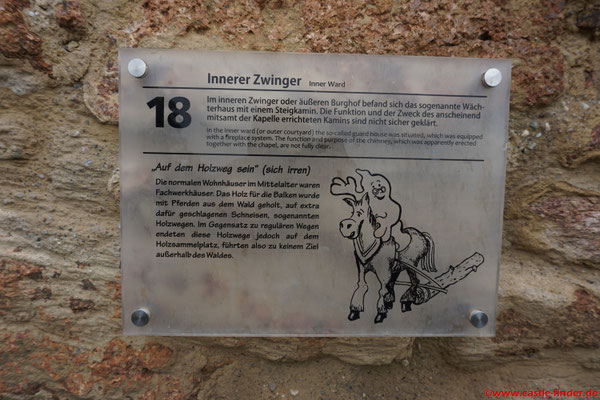 Innerer Zwinger Inner Ward
18
Im inneren Zwinger oder äußeren Burghof befand sich das sogenannte Wäch-
terhaus mit einem Steigkamin. Die Funktion und der Zweck des anscheinend
mitsamt der Kapelle errichteten Kamins sind nicht sicher geklärt.
In the inner ward (or outer courtyard) the so-called guard house was situated, which was equipped
with a fireplace system. The function and purpose of the chimney, which was apparently erected
together with the chapel, are not fully clear.
„Auf dem Holzweg sein" (sich irren)
Die normalen Wohnhäuser im Mittelalter waren
Fachwerkhäuser. Das Holz für die Balken wurde
mit Pferden aus dem Wald geholt, auf extra
dafür geschlagenen Schneisen, sogenannten
Holzwegen. Im Gegensatz zu regulären Wegen
endeten diese Holzwege jedoch auf dem
Holzsammelplatz, führten also zu keinem Ziel
außerhalb des Waldes.
©www.castle-finder.de